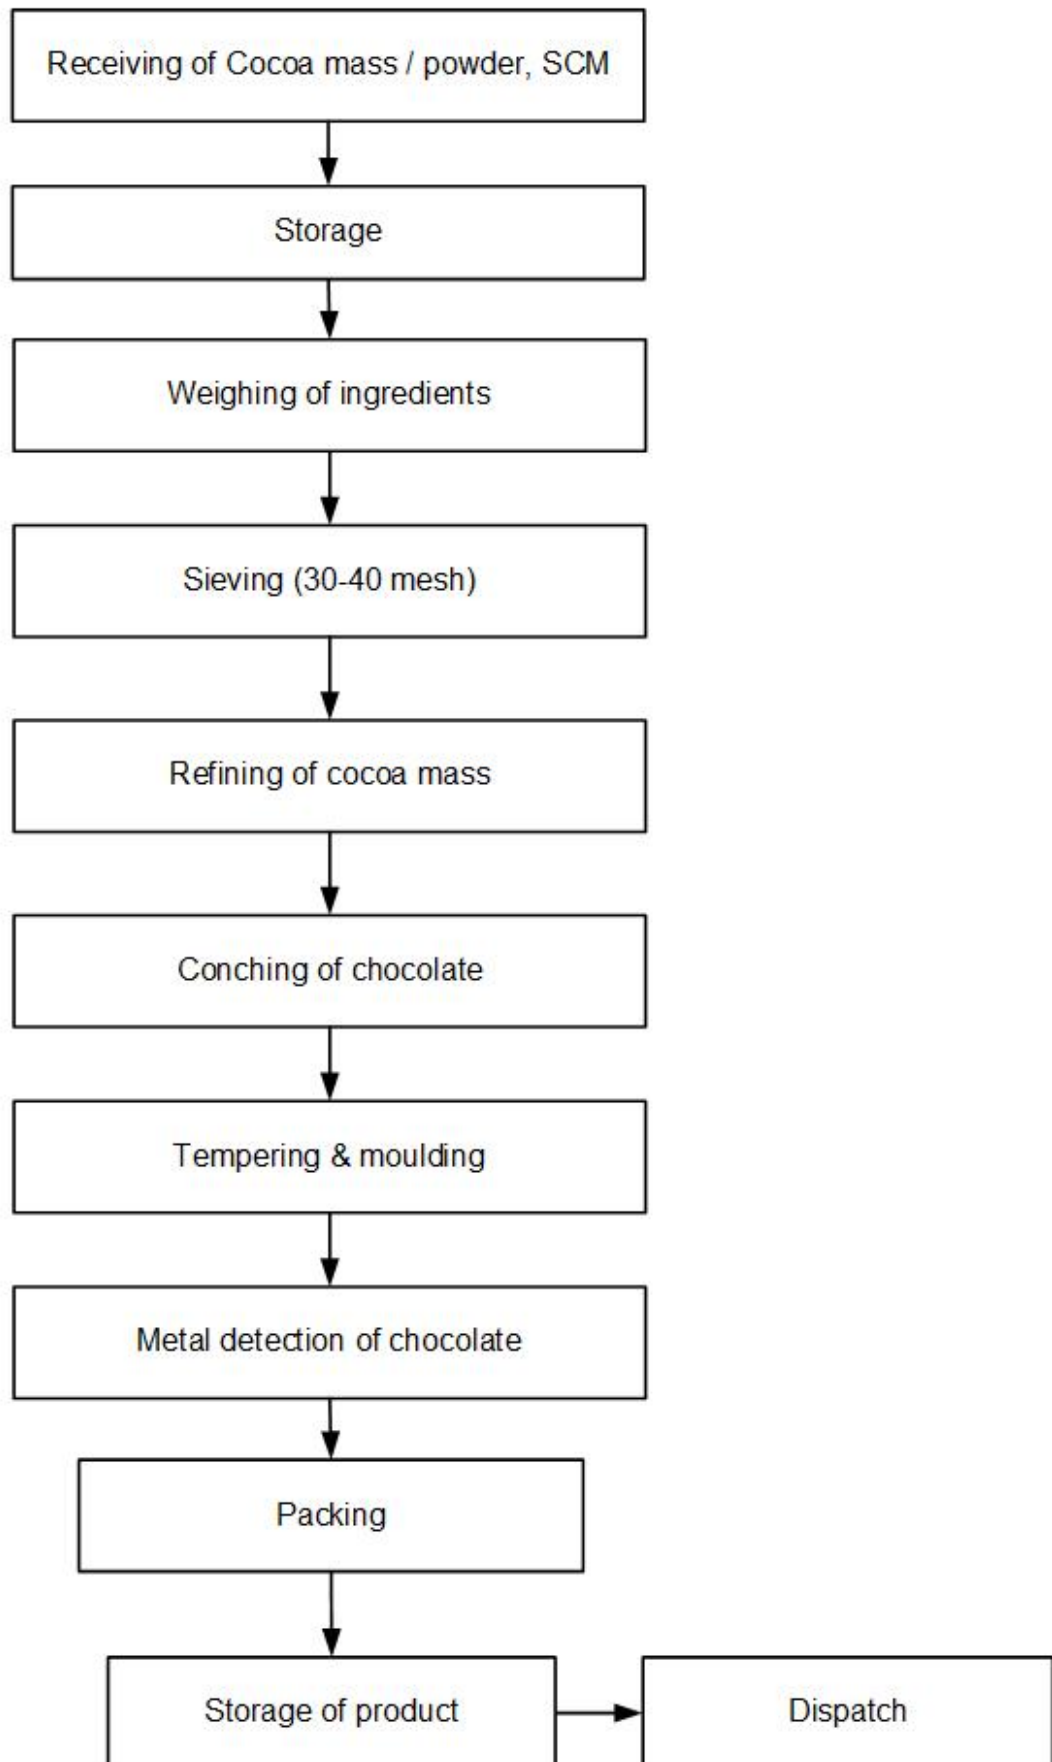 Receiving of Cocoa mass / powder, SCM
Storage
Weighing of ingredients
Sieving (30-40 mesh)
Refining of cocoa mass
Conching of chocolate
Tempering & moulding
Metal detection of chocolate
Packing
Storage of product
Dispatch